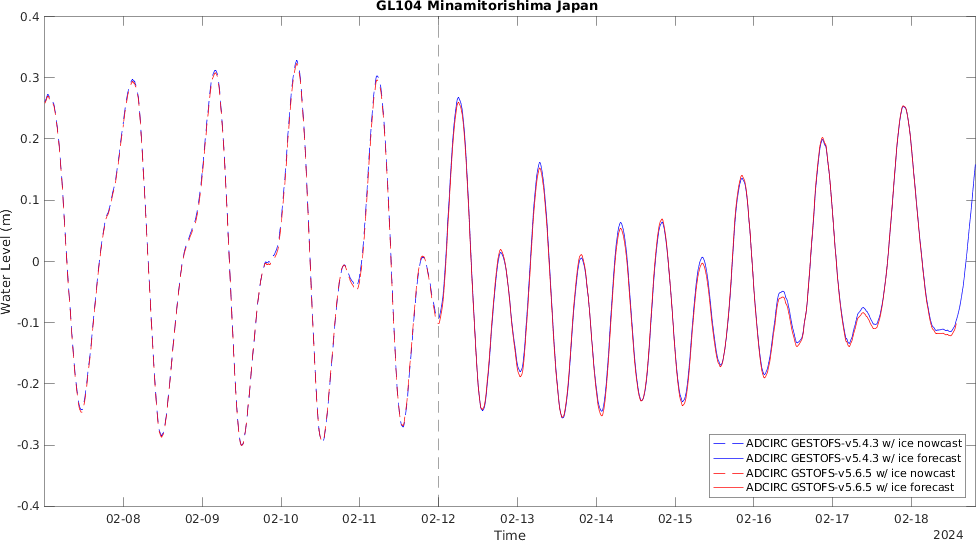 GL104 Minamitorishima Japan
0.4
0.3
0.2
0.1
0
-0.1
-0.2
-0.3
-0.4
Water Level (m)
02-08 02-09 02-10 02-11 02-12 02-13 02-14 02-15 02-16 02-17 02-18
Time
2024
ADCIRC GESTOFS-v5.4.3 w/ ice nowcast
ADCIRC GESTOFS-v5.4.3 w/ ice forecast
ADCIRC GSTOFS-v5.6.5 w/ ice nowcast
ADCIRC GSTOFS-v5.6.5 w/ ice forecast